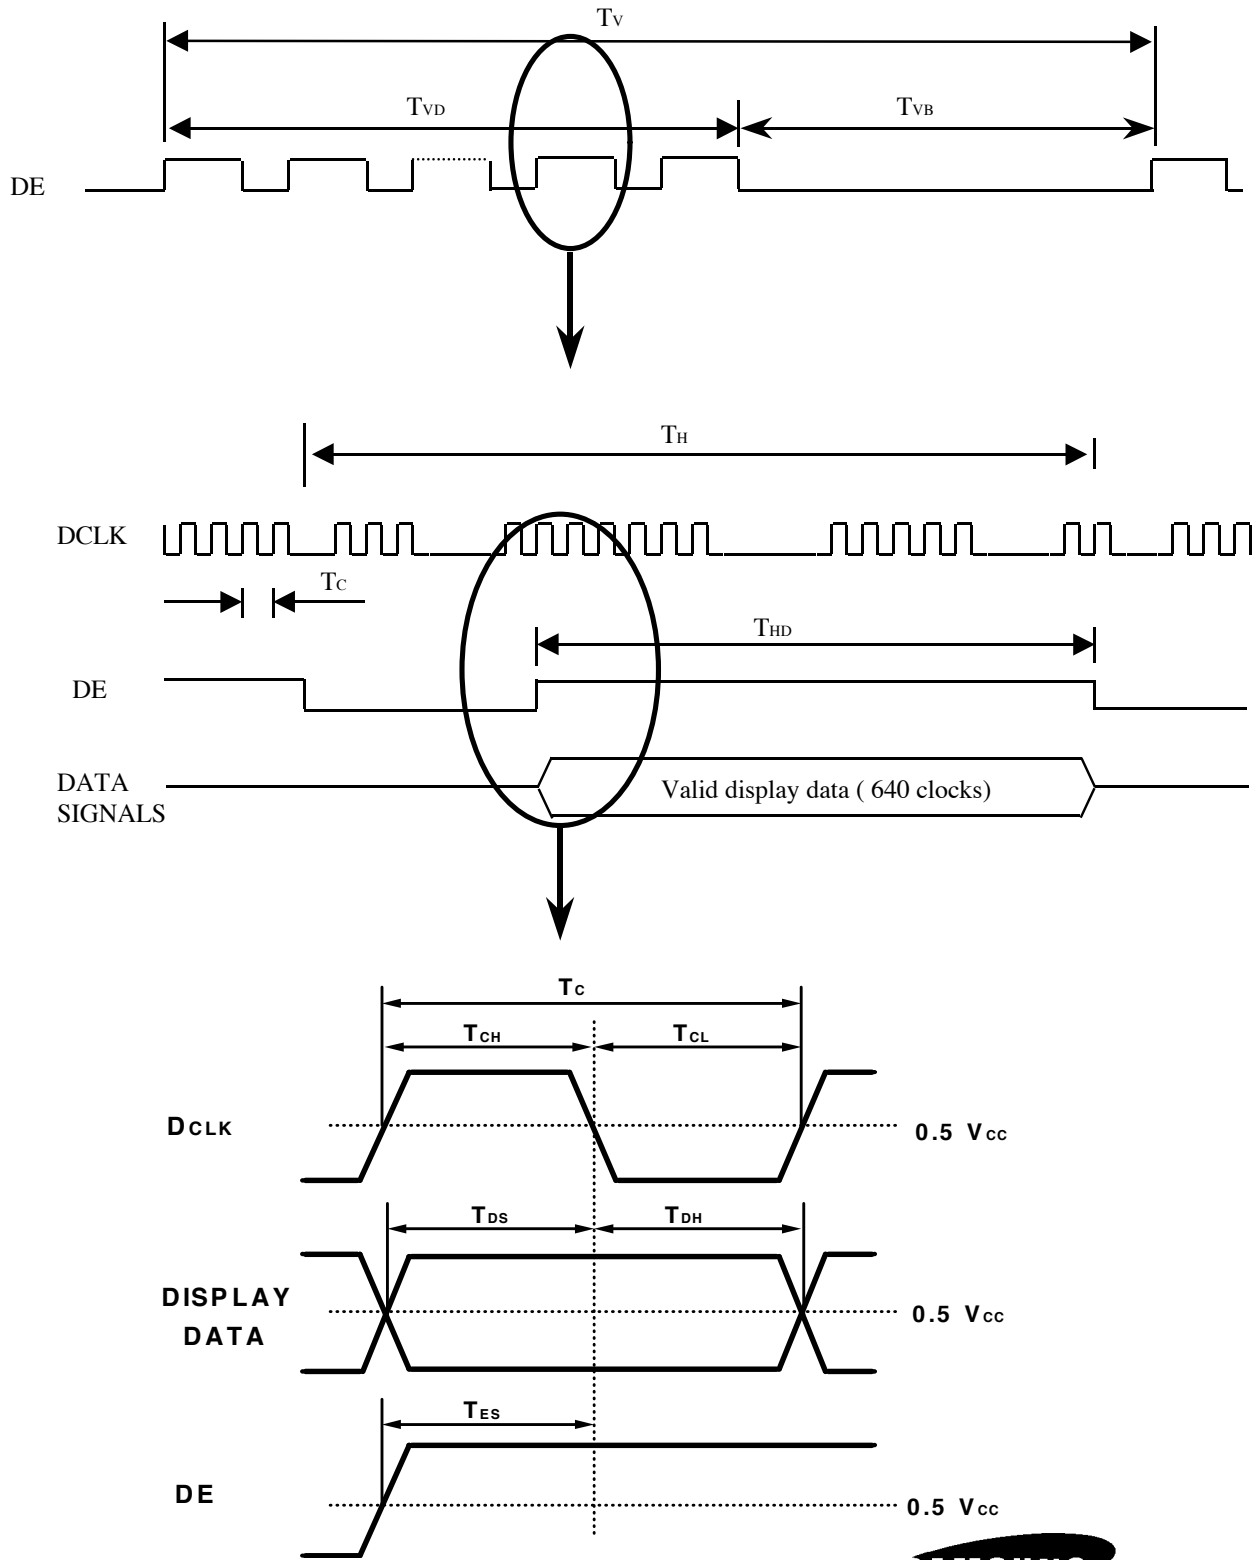 TV
TVD
TVB
DE
TH
DCLK
TC
THD
DE
DATA
SIGNALS
Valid display data ( 640 clocks)
TC
TCH
TCL
DCLK
0.5 VCC
TDS
TDH
DISPLAY
DATA
0.5 VCC
TES
DE
0.5 VCC